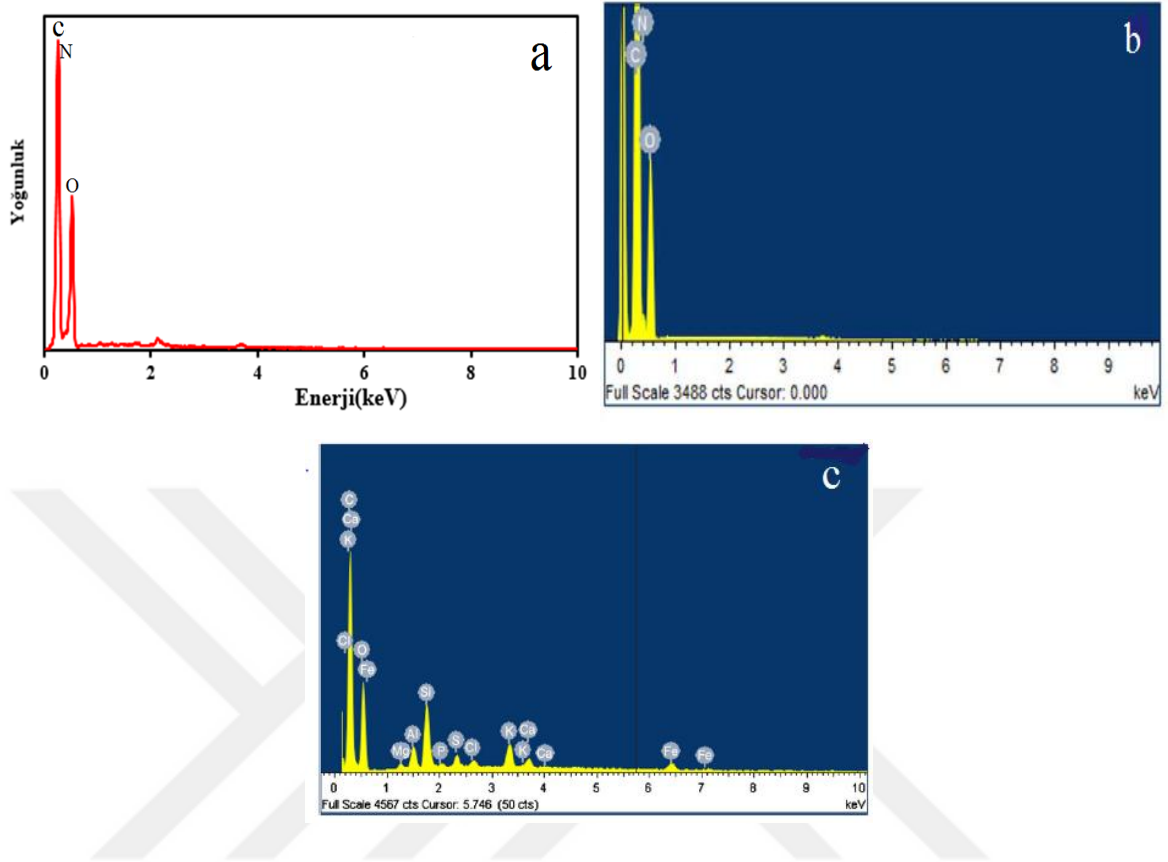 a
C
N
O
Yoğunluk
0 2 4 6 8 10
Enerji(keV)
b
N
C
O
0 1 2 3 4 5 6 7 8 9
Full Scale 3488 cts Cursor: 0.000
keV
c
C
Ca
K
Cl
O
Fe
Si
Mg
Al
P
S
Cl
K
Ca
K
Ca
Fe
Fe
0 1 2 3 4 5 6 7 8 9 10
Full Scale 4567 cts Cursor: 5.746 (50 cts)
keV